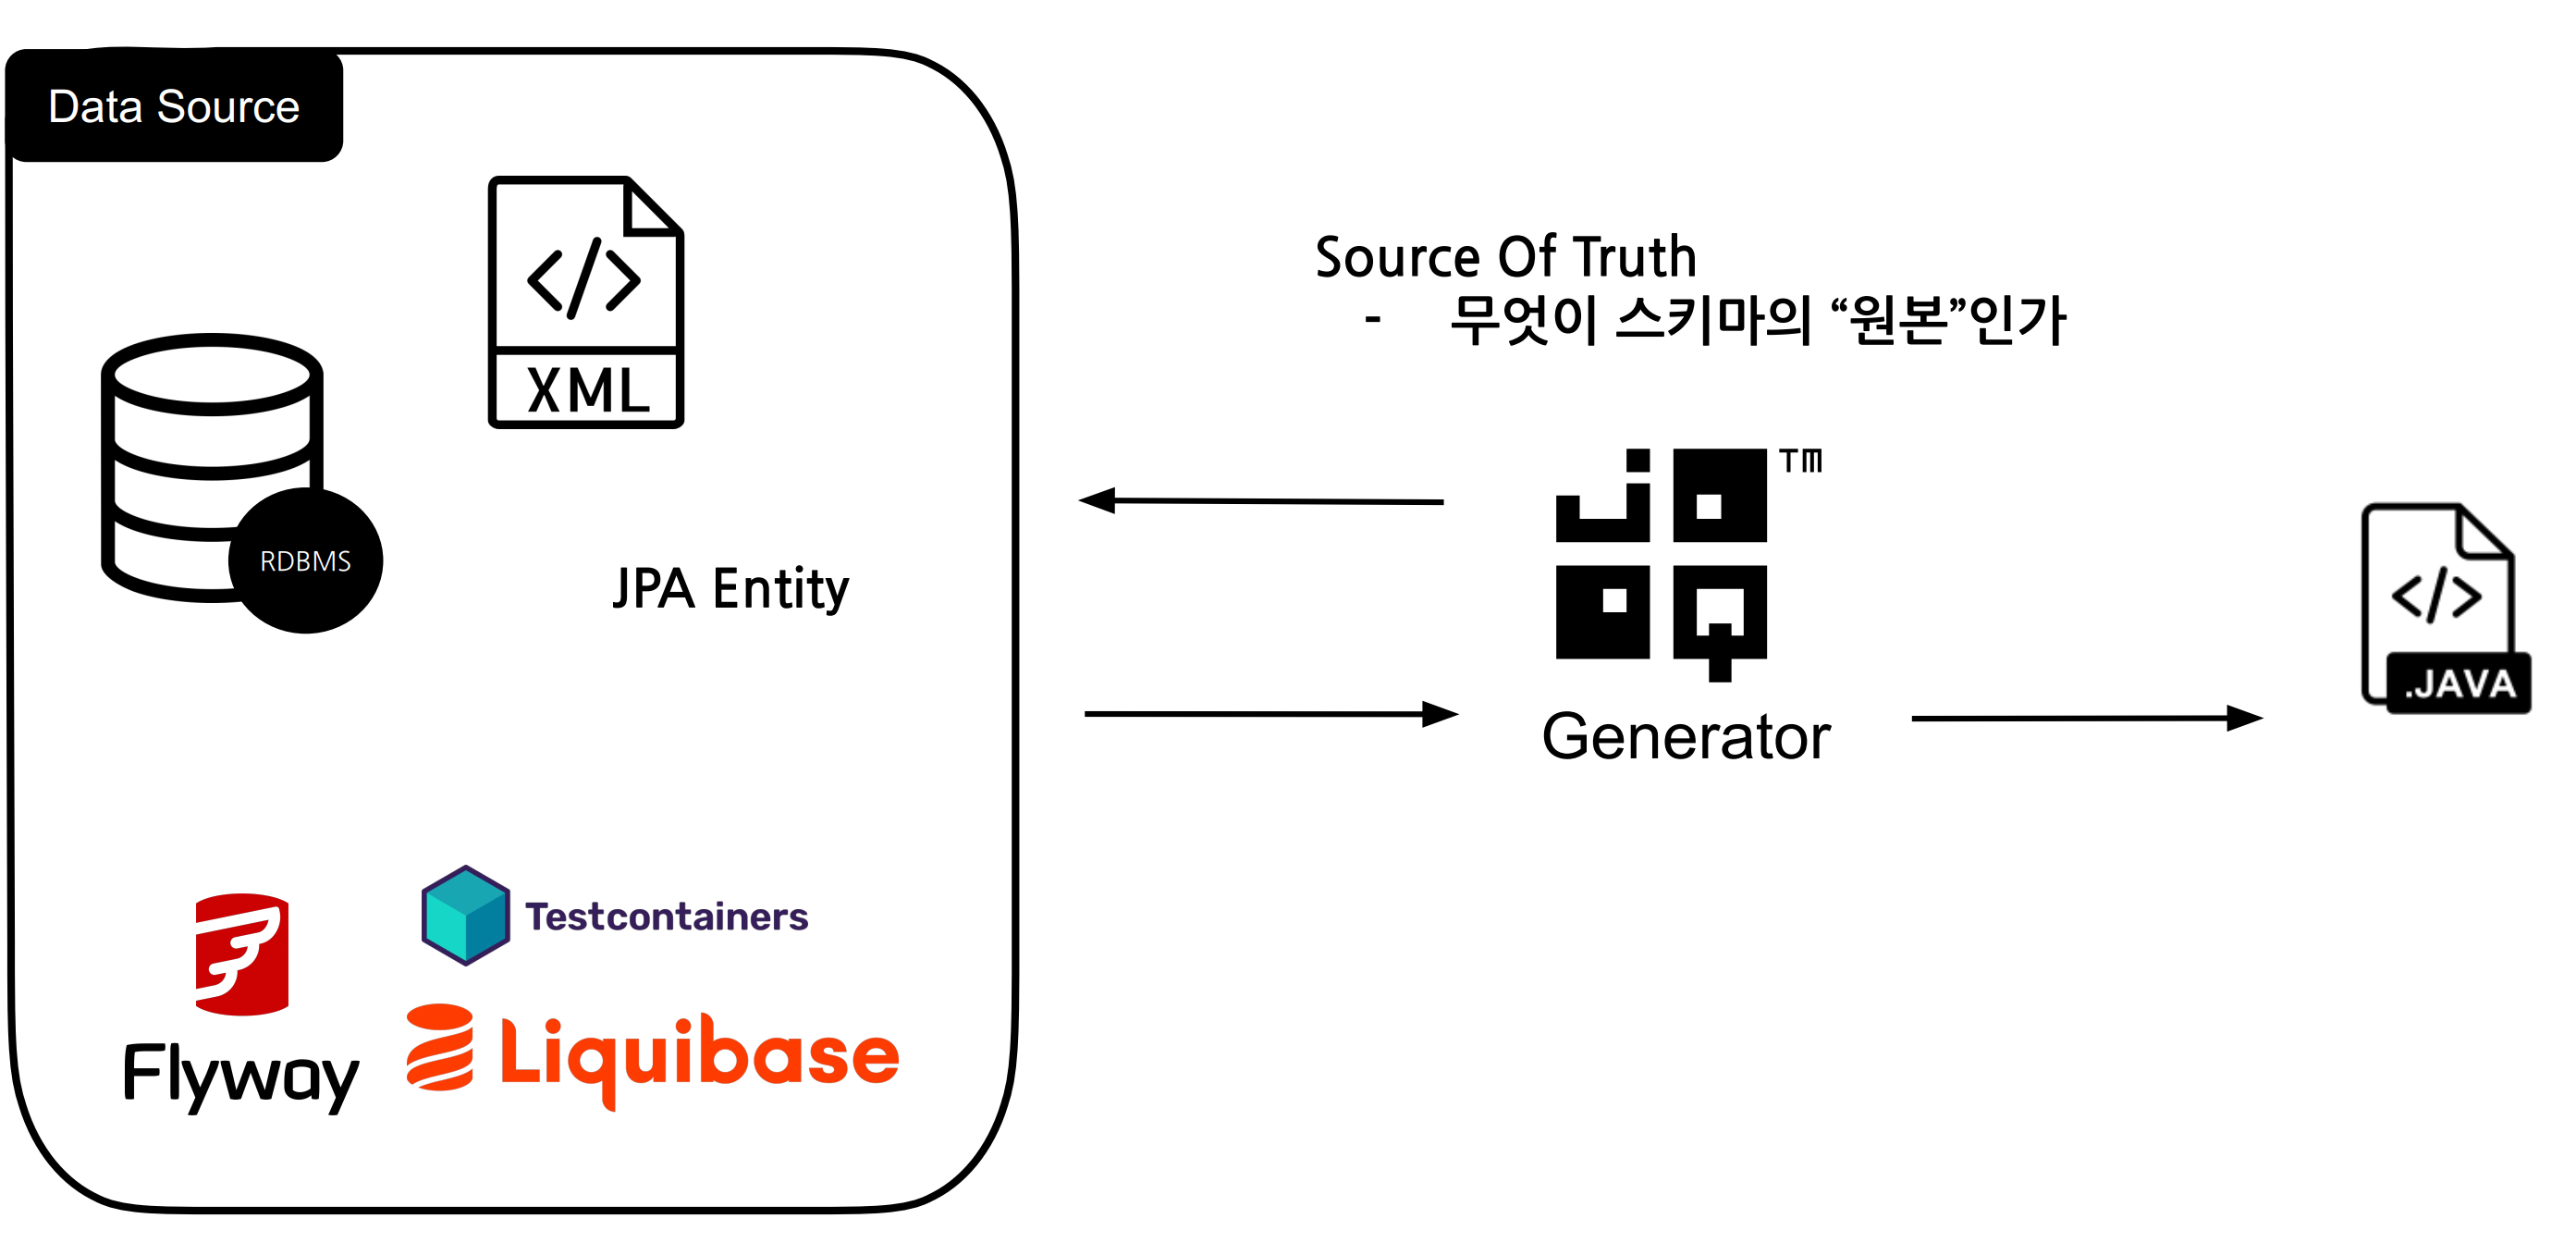 Data Source
XML
RDBMS
JPA Entity
Flyway
Testcontainers
Liquibase
Source Of Truth
- 무엇이 스키마의 “원본”인가
jOOQ™
Generator
.JAVA